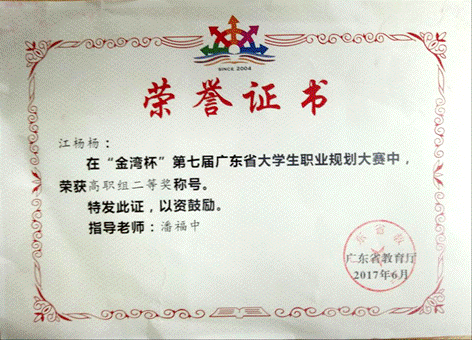 SINCE 2004
荣誉证书
江杨杨：
在“金湾杯”第七届广东省大学生职业规划大赛中，
荣获高职组二等奖称号。
特发此证，以资鼓励。
指导老师：潘福中
广东省教育厅
2017年6月